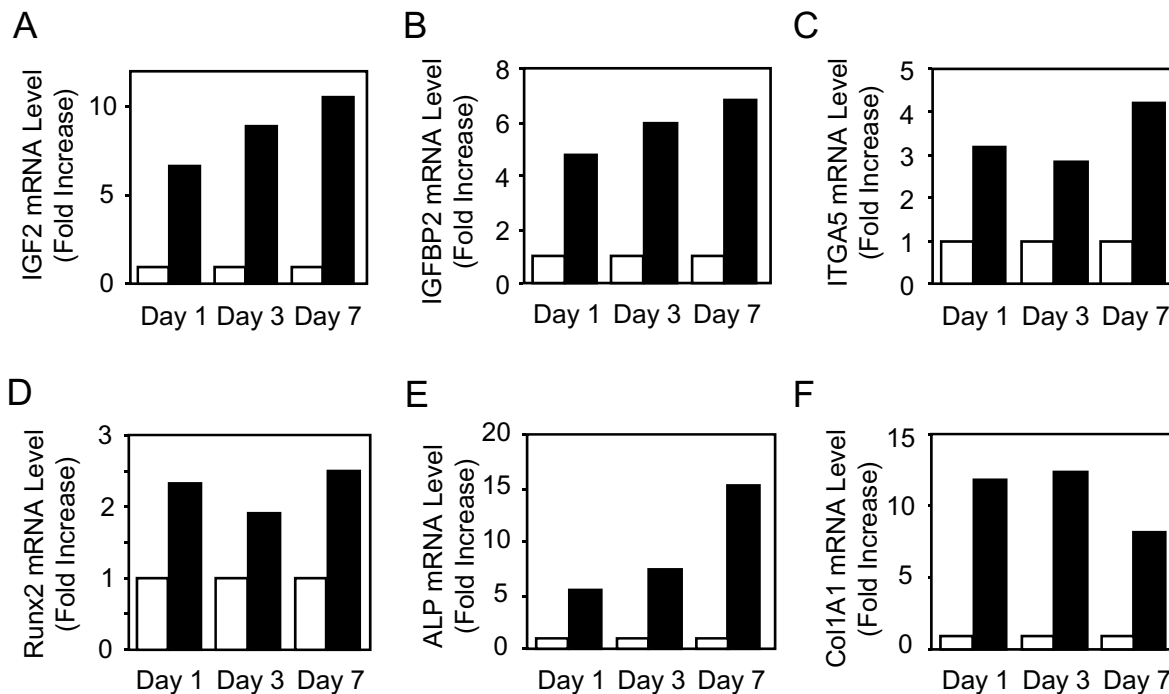 A
IGF2 mRNA Level
(Fold Increase)
10
5
0
Day 1 Day 3 Day 7
B
IGFBP2 mRNA Level
(Fold Increase)
8
6
4
2
0
Day 1 Day 3 Day 7
C
ITGA5 mRNA Level
(Fold Increase)
5
4
3
2
1
0
Day 1 Day 3 Day 7
D
Runx2 mRNA Level
(Fold Increase)
3
2
1
0
Day 1 Day 3 Day 7
E
ALP mRNA Level
(Fold Increase)
20
15
10
5
0
Day 1 Day 3 Day 7
F
Col1A1 mRNA Level
(Fold Increase)
15
10
5
0
Day 1 Day 3 Day 7